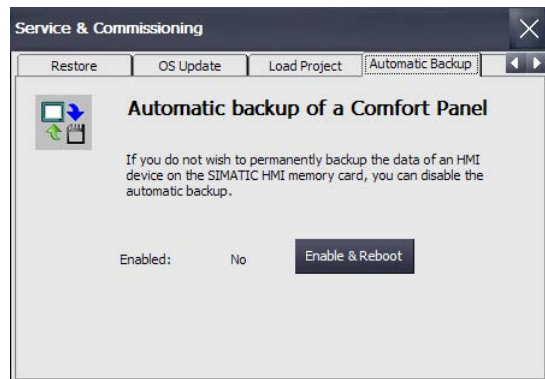 Service & Commissioning
Restore
OS Update
Load Project
Automatic Backup
Automatic backup of a Comfort Panel
If you do not wish to permanently backup the data of an HMI
device on the SIMATIC HMI memory card, you can disable the
automatic backup.
Enabled: No
Enable & Reboot